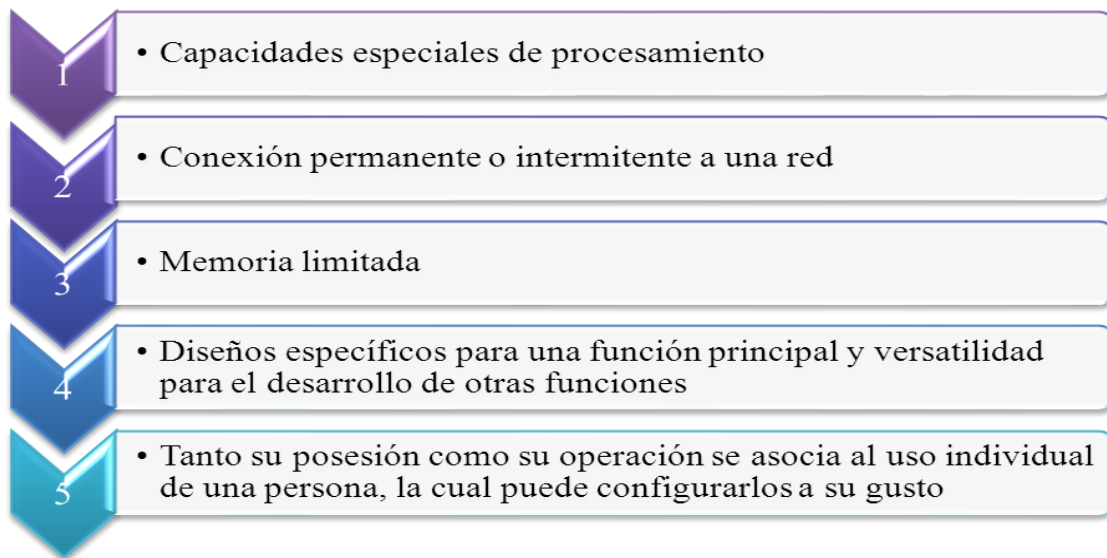 1
• Capacidades especiales de procesamiento
2
• Conexión permanente o intermitente a una red
3
• Memoria limitada
4
• Diseños específicos para una función principal y versatilidad
para el desarrollo de otras funciones
5
• Tanto su posesión como su operación se asocia al uso individual
de una persona, la cual puede configurarlos a su gusto